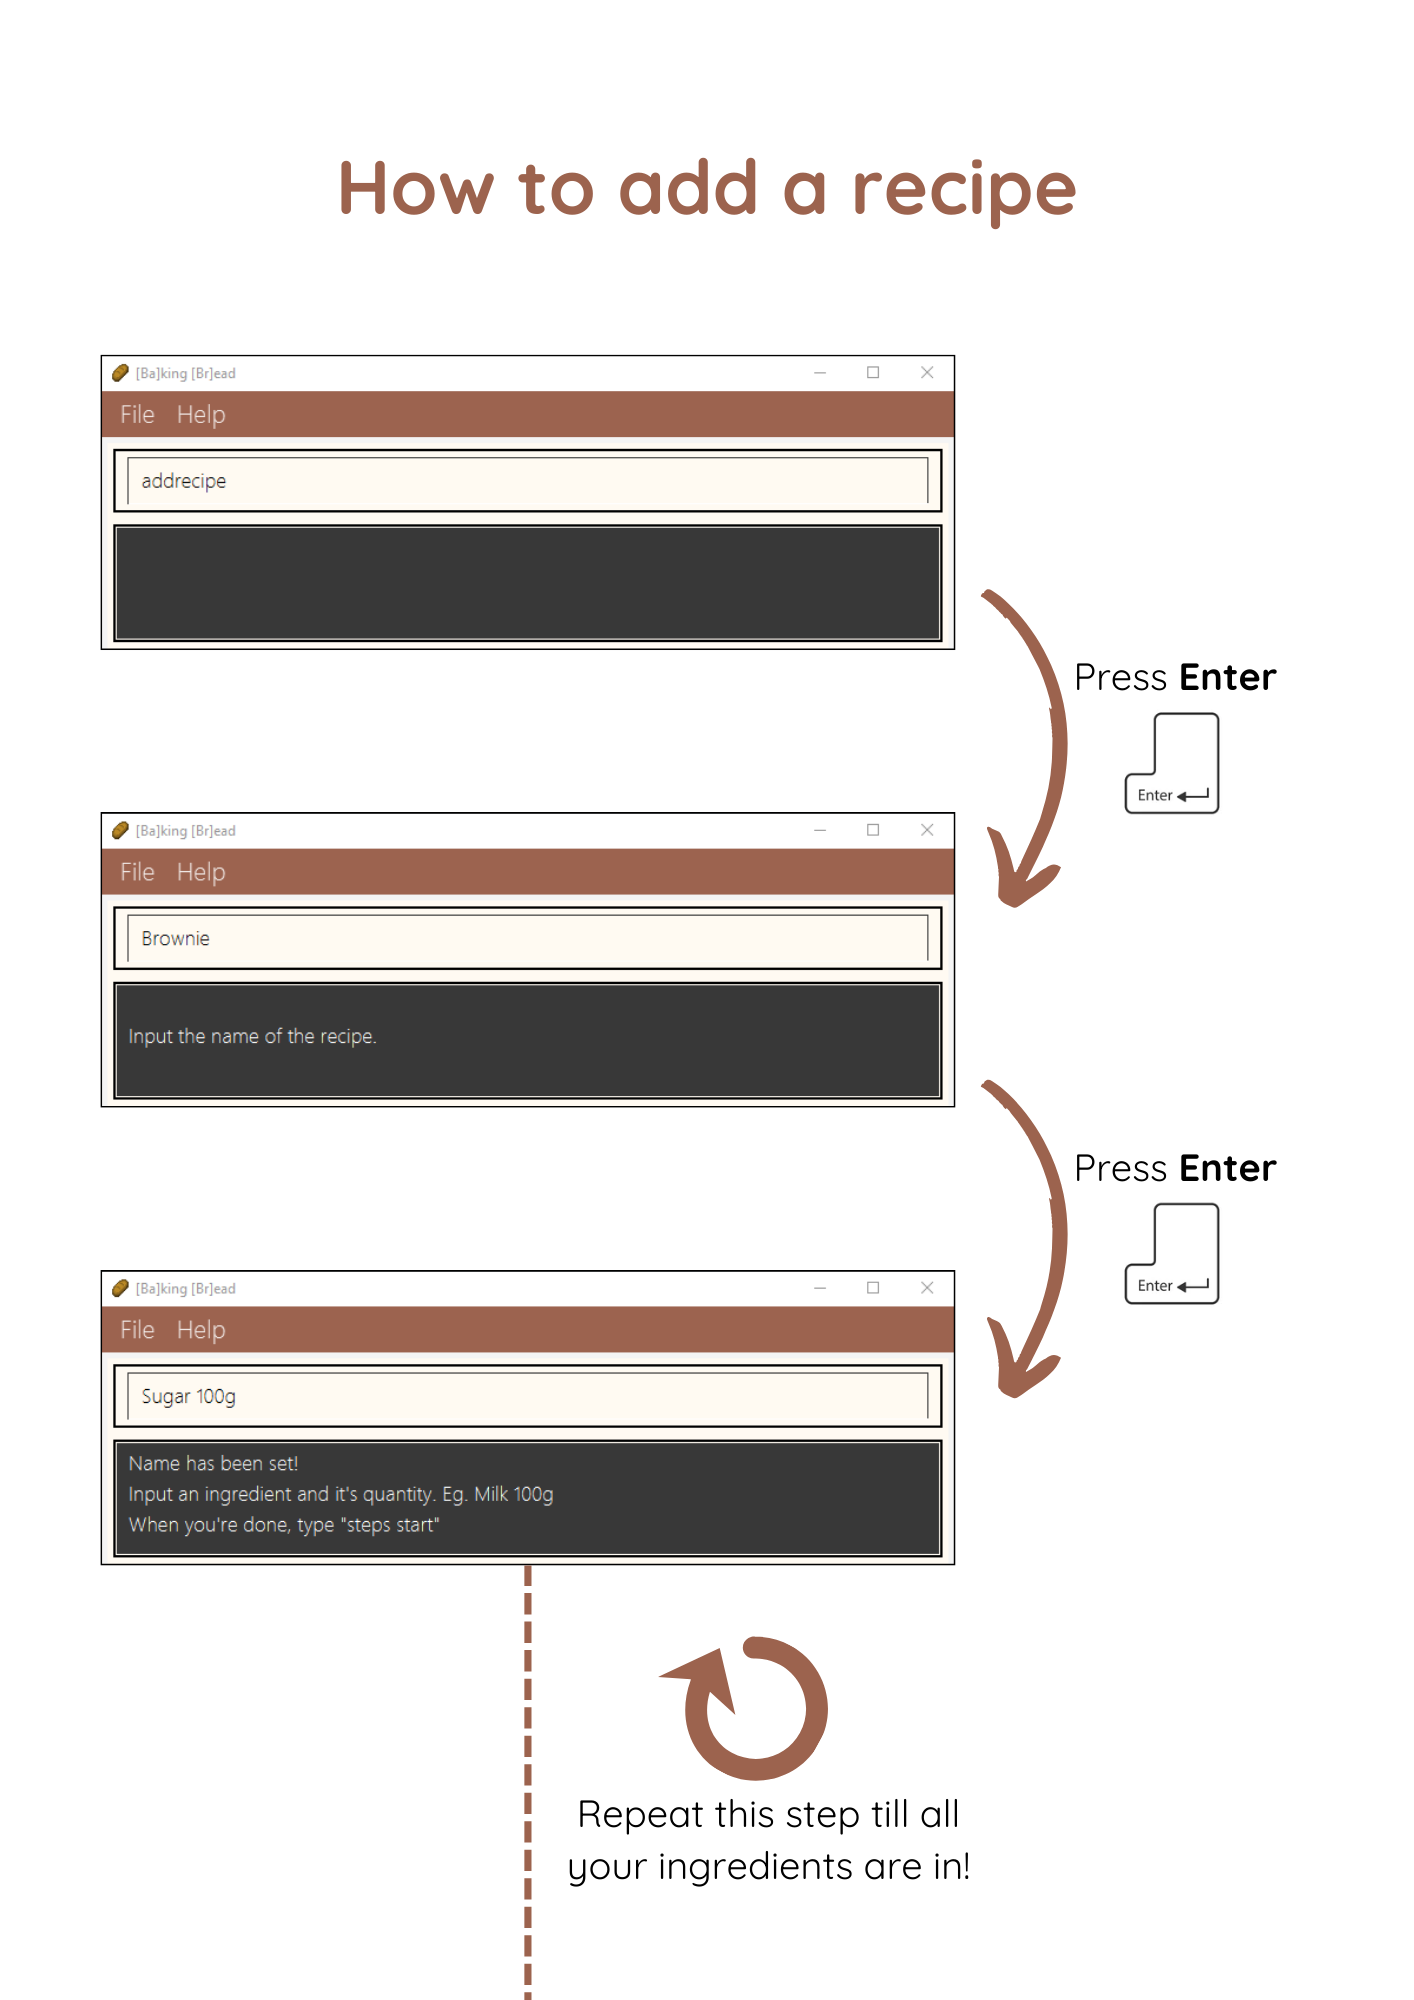 How to add a recipe
[Ba]king [Br]ead
File Help
addrecipe
Press Enter
Enter
[Ba]king [Br]ead
File Help
Brownie
Input the name of the recipe.
Press Enter
Enter
[Ba]king [Br]ead
File Help
Sugar 100g
Name has been set!
Input an ingredient and it's quantity. Eg. Milk 100g
When you're done, type "steps start"
Repeat this step till all
your ingredients are in!